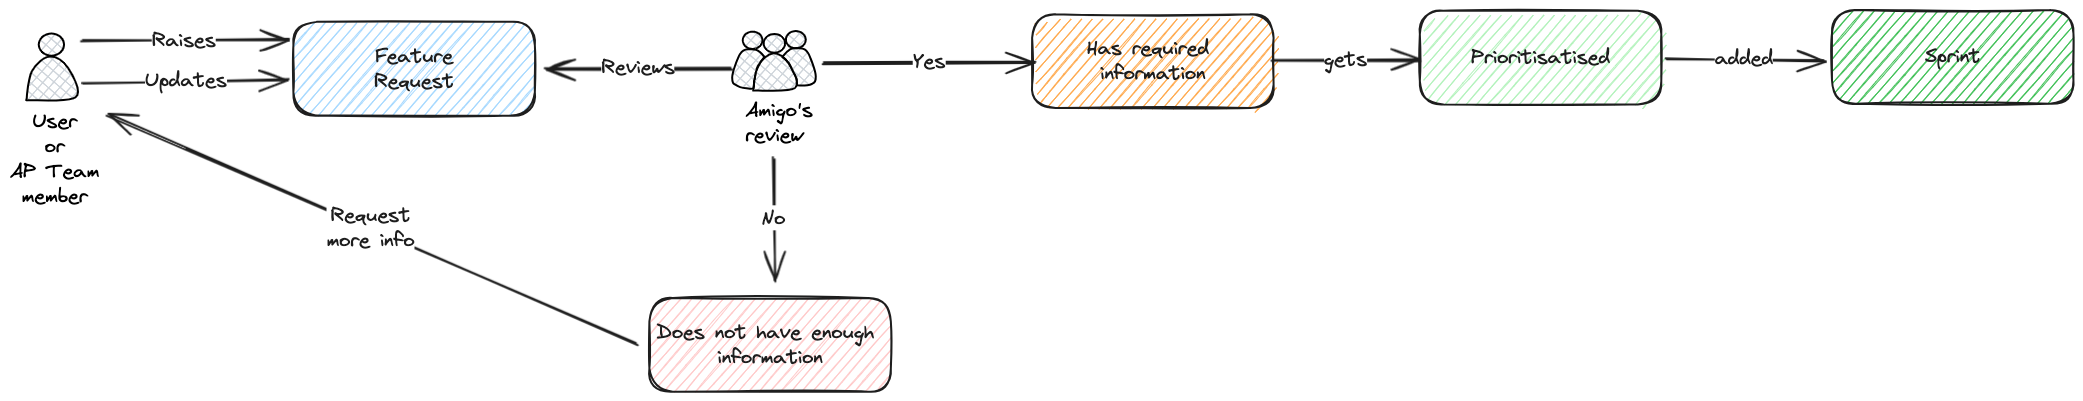 Raises
Updates
User
or
AP Team
member
Feature
Request
Reviews
Amigo's
review
Yes
Has required
information
gets
Prioritisatised
added
Sprint
No
Request
more info
Does not have enough
information